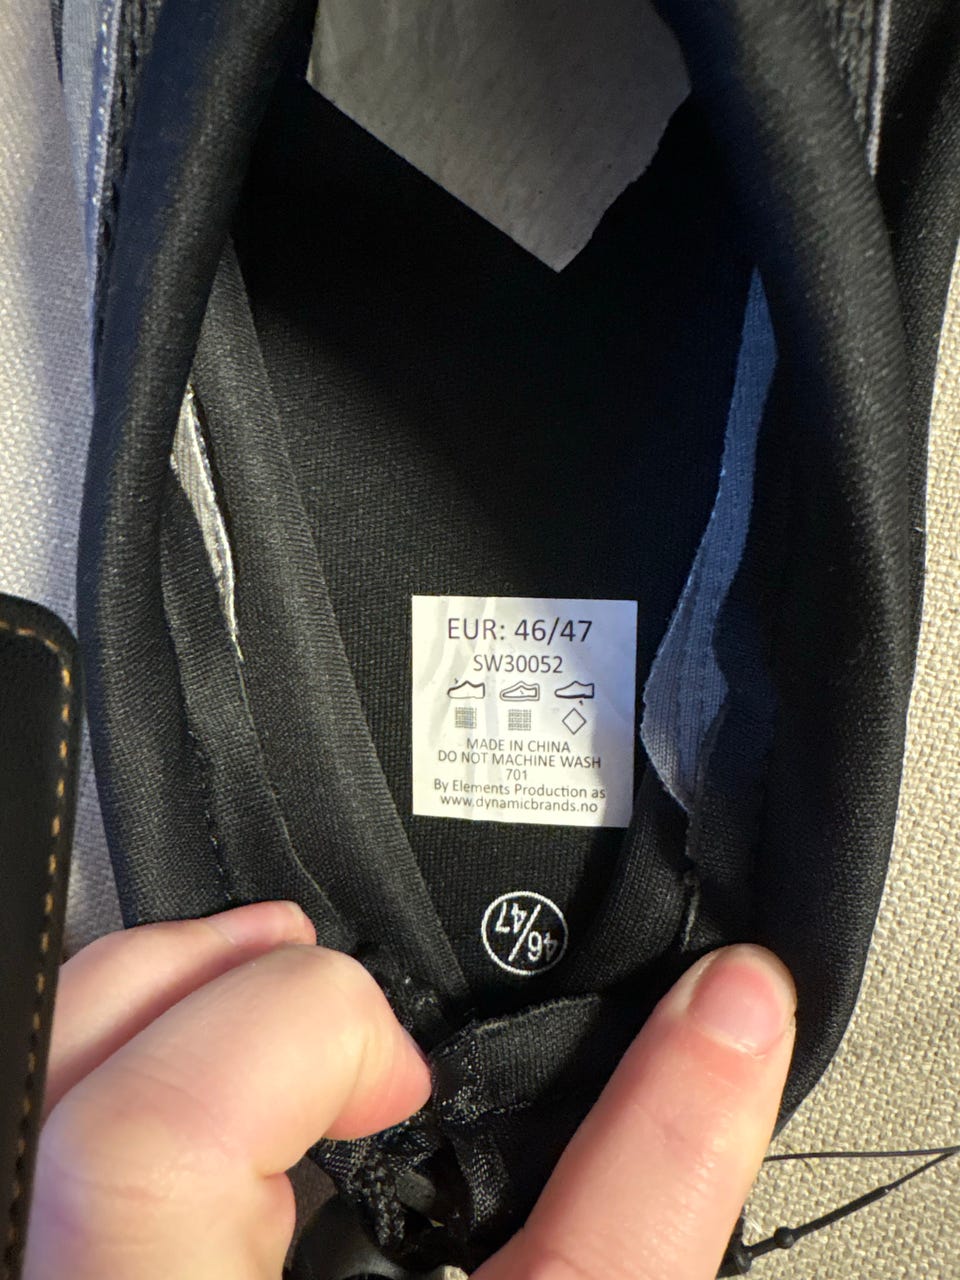 EUR: 46/47
SW30052
MADE IN CHINA
DO NOT MACHINE WASH
701
By Elements Production as
www.dynamicbrands.no
46/47